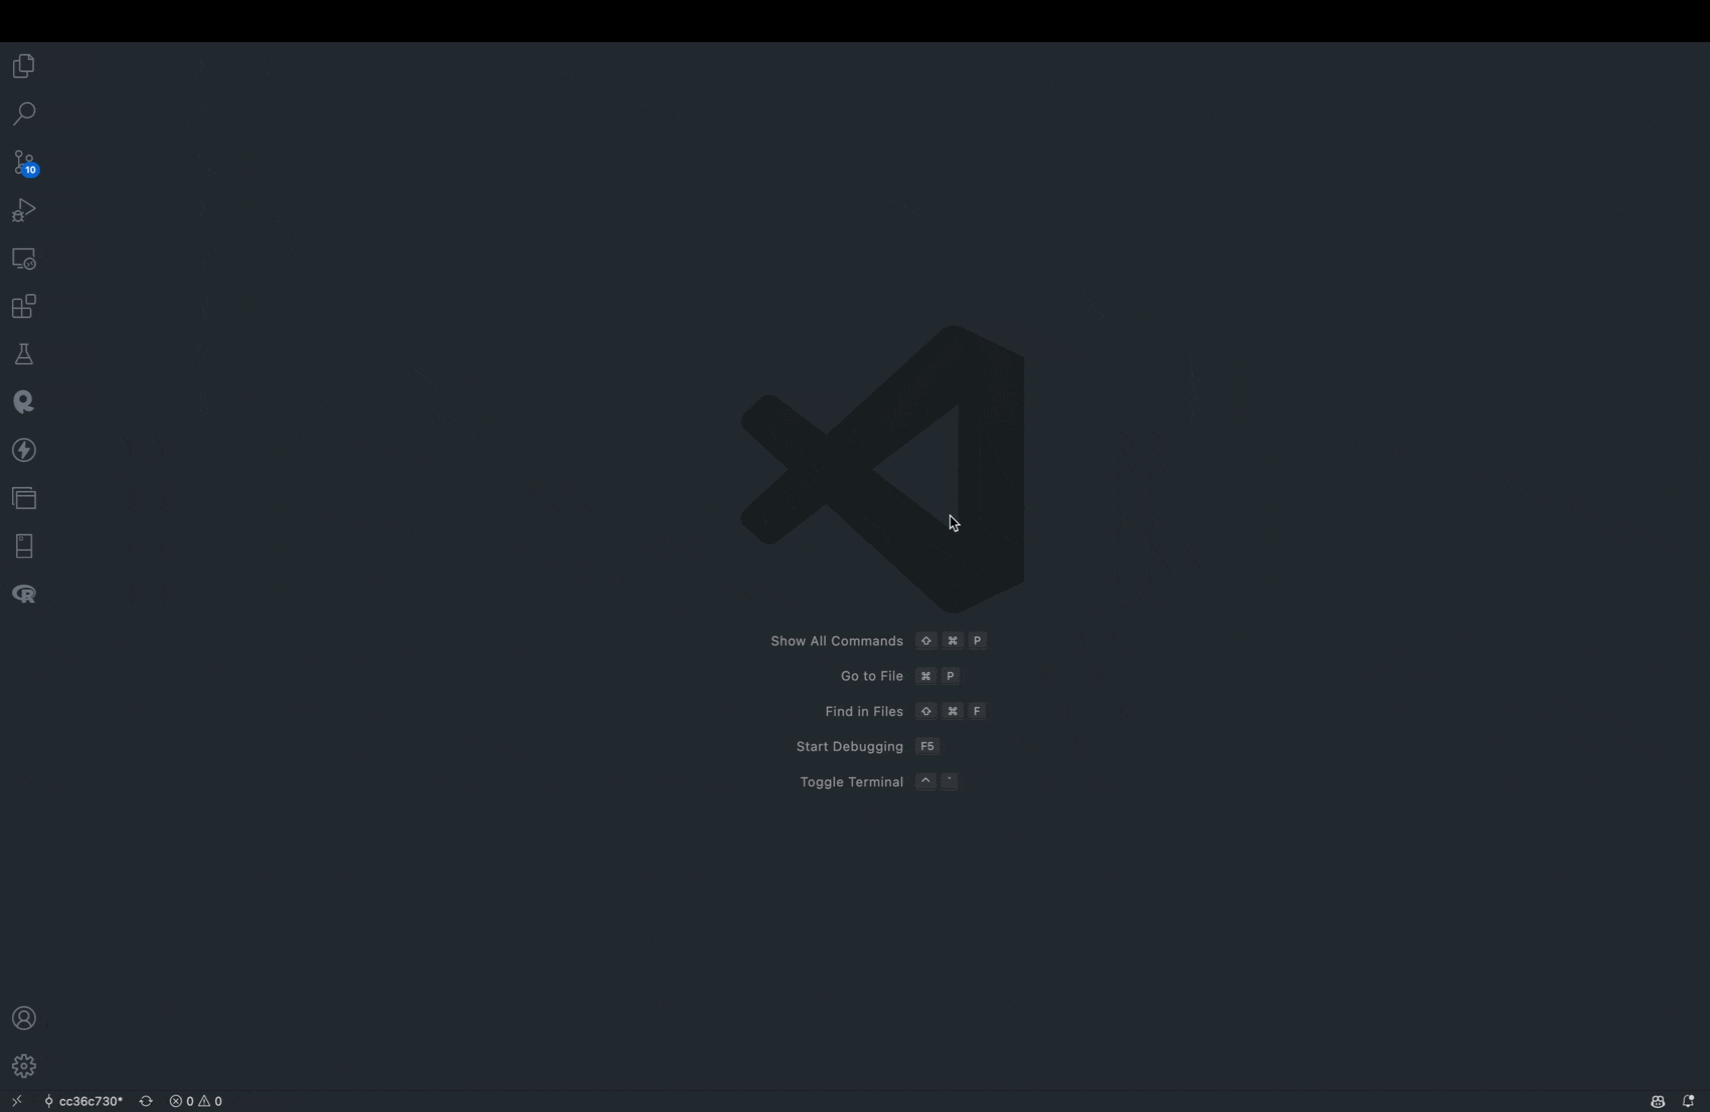 10
Show All Commands ⇧ ⌘ P
Go to File ⌘ P
Find in Files ⇧ ⌘ F
Start Debugging F5
Toggle Terminal ^ `
cc36c730* 0 0